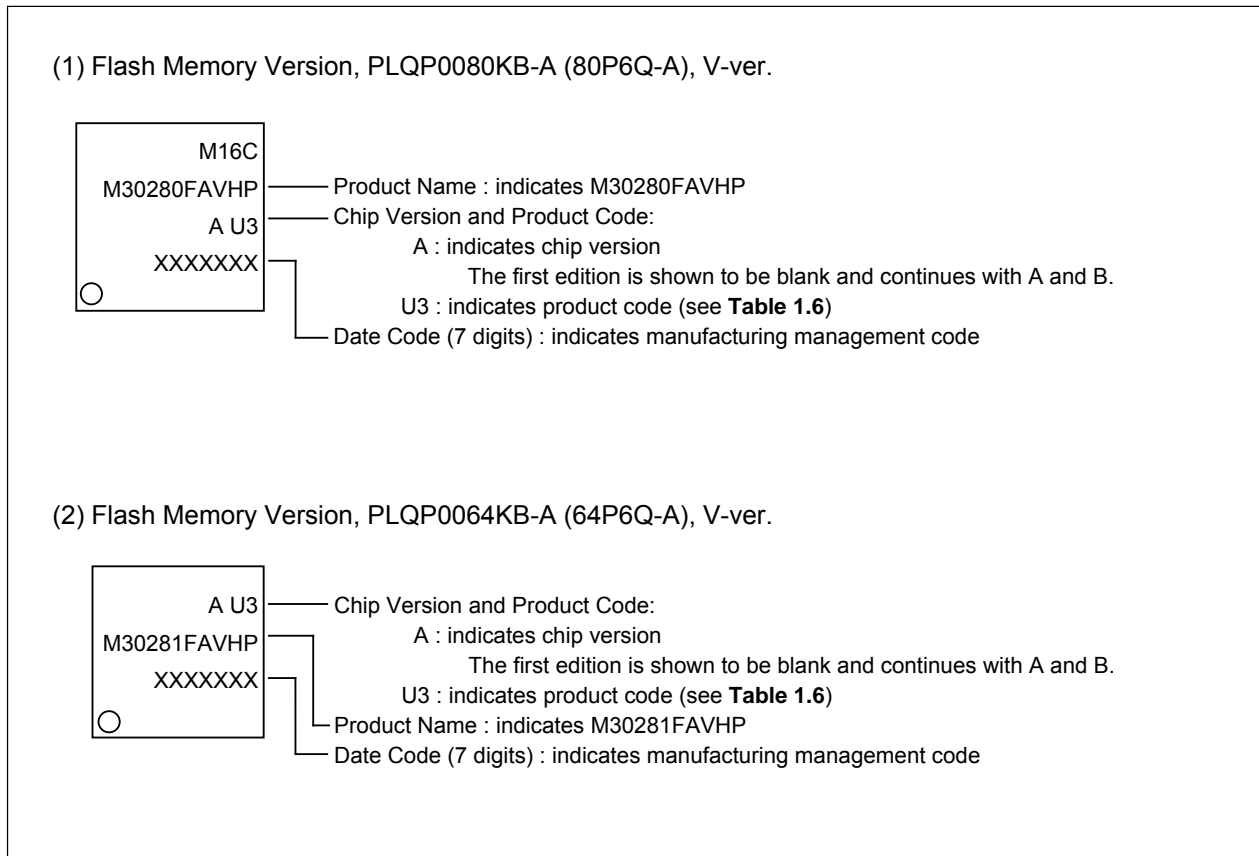 (1) Flash Memory Version, PLQP0080KB-A (80P6Q-A), V-ver.
M16C
M30280FAVHP
A U3
XXXXXXX
Product Name : indicates M30280FAVHP
Chip Version and Product Code:
A : indicates chip version
The first edition is shown to be blank and continues with A and B.
U3 : indicates product code (see Table 1.6)
Date Code (7 digits) : indicates manufacturing management code
(2) Flash Memory Version, PLQP0064KB-A (64P6Q-A), V-ver.
A U3
M30281FAVHP
XXXXXXX
Chip Version and Product Code:
A : indicates chip version
The first edition is shown to be blank and continues with A and B.
U3 : indicates product code (see Table 1.6)
Product Name : indicates M30281FAVHP
Date Code (7 digits) : indicates manufacturing management code